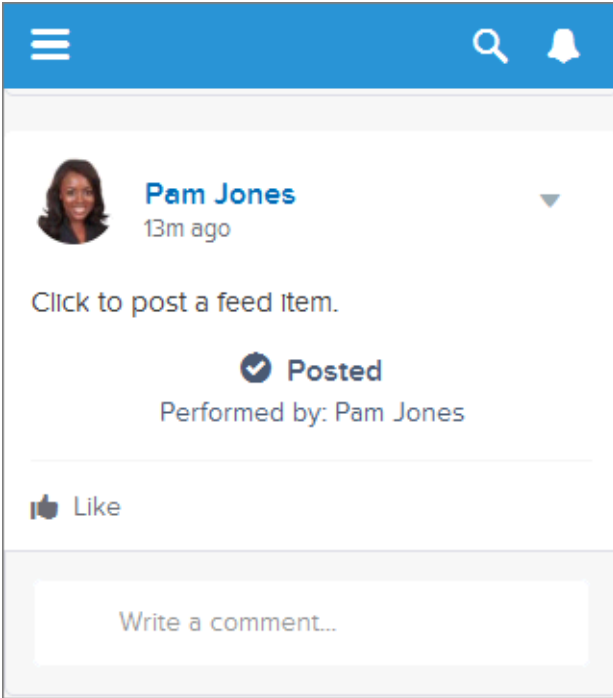 Pam Jones
13m ago
Click to post a feed item.
Posted
Performed by: Pam Jones
Like
Write a comment...